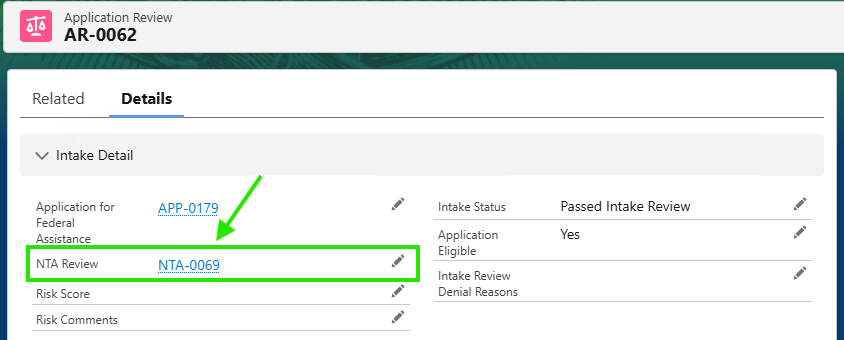 Application Review
AR-0062
Related Details
Intake Detail
Application for
Federal
Assistance
APP-0179
NTA Review
NTA-0069
Risk Score
Risk Comments
Intake Status
Passed Intake Review
Application
Eligible
Yes
Intake Review
Denial Reasons